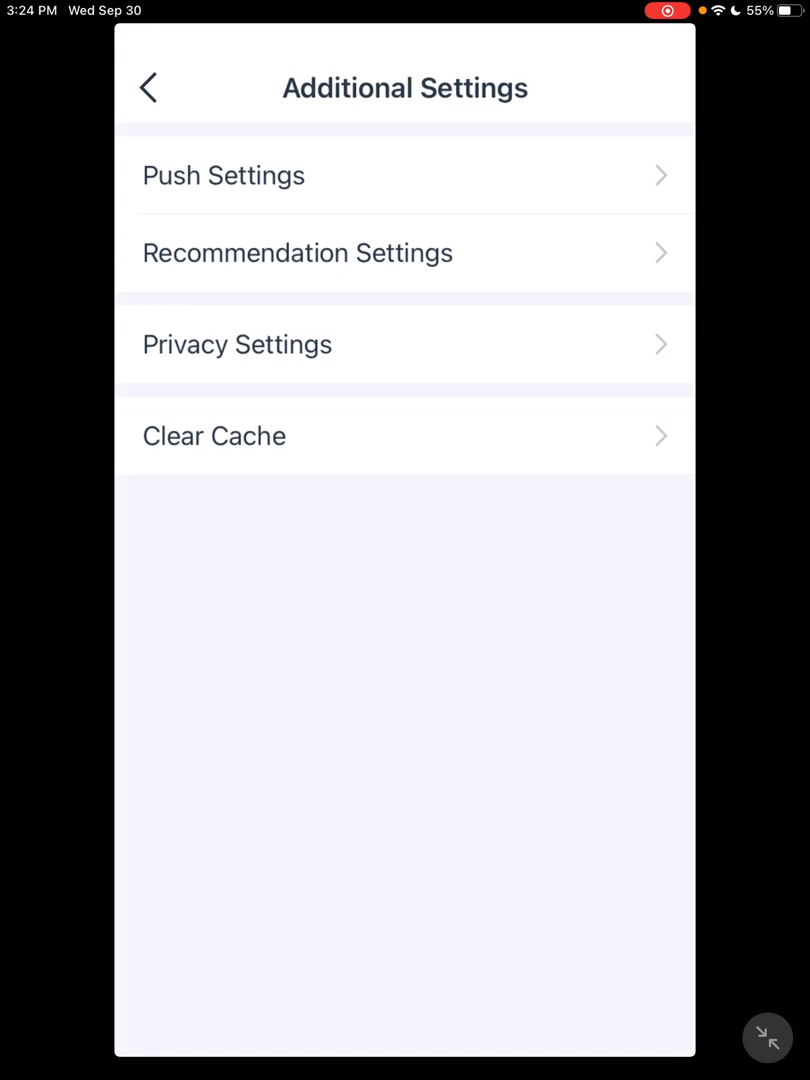 3:24 PM Wed Sep 30
55%
Additional Settings
Push Settings
Recommendation Settings
Privacy Settings
Clear Cache